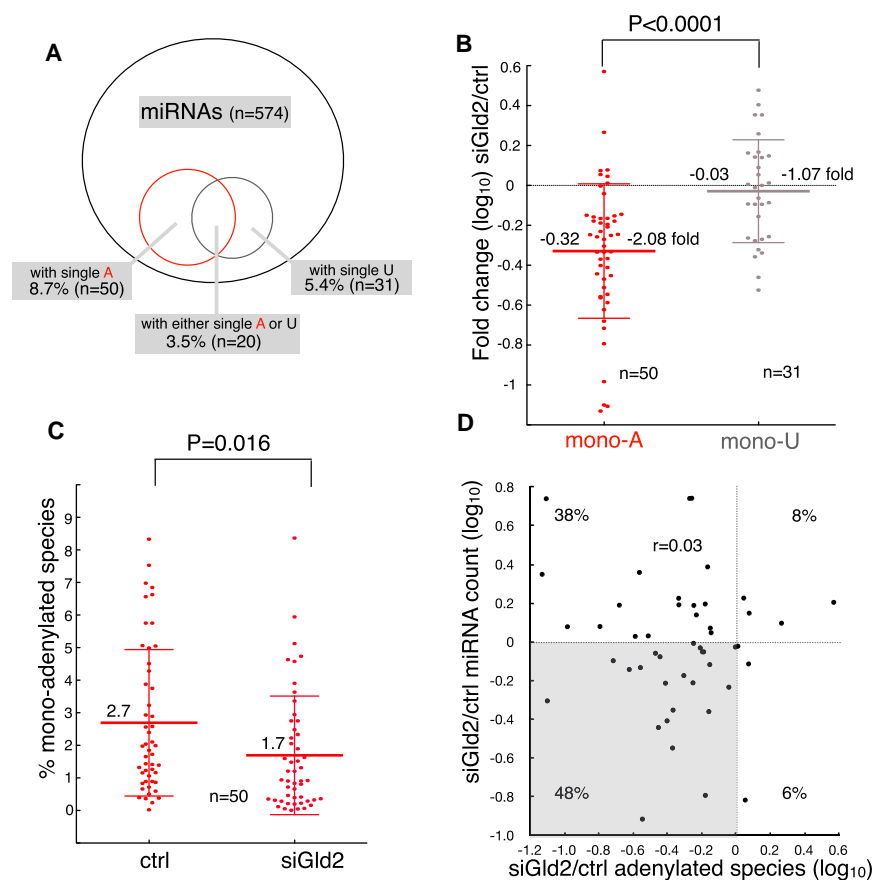 A
miRNAs (n=574)
with single A
8.7% (n=50)
with single U
5.4% (n=31)
with either single A or U
3.5% (n=20)
B
P<0.0001
Fold change (log10) siGld2/ctrl
0.6
0.4
0.2
0
-0.2
-0.4
-0.6
-0.8
-1
-0.32
-2.08 fold
-0.03
-1.07 fold
n=50
n=31
mono-A
mono-U
C
P=0.016
% mono-adenylated species
9
8
7
6
5
4
3
2
1
0
2.7
1.7
n=50
ctrl
siGld2
D
siGld2/ctrl miRNA count (log10)
0.8
0.6
0.4
0.2
0
-0.2
-0.4
-0.6
-0.8
-1.0
38%
8%
r=0.03
48%
6%
-1.2 -1.0 -0.8 -0.6 -0.4 -0.2 0 0.2 0.4 0.6
siGld2/ctrl adenylated species (log10)